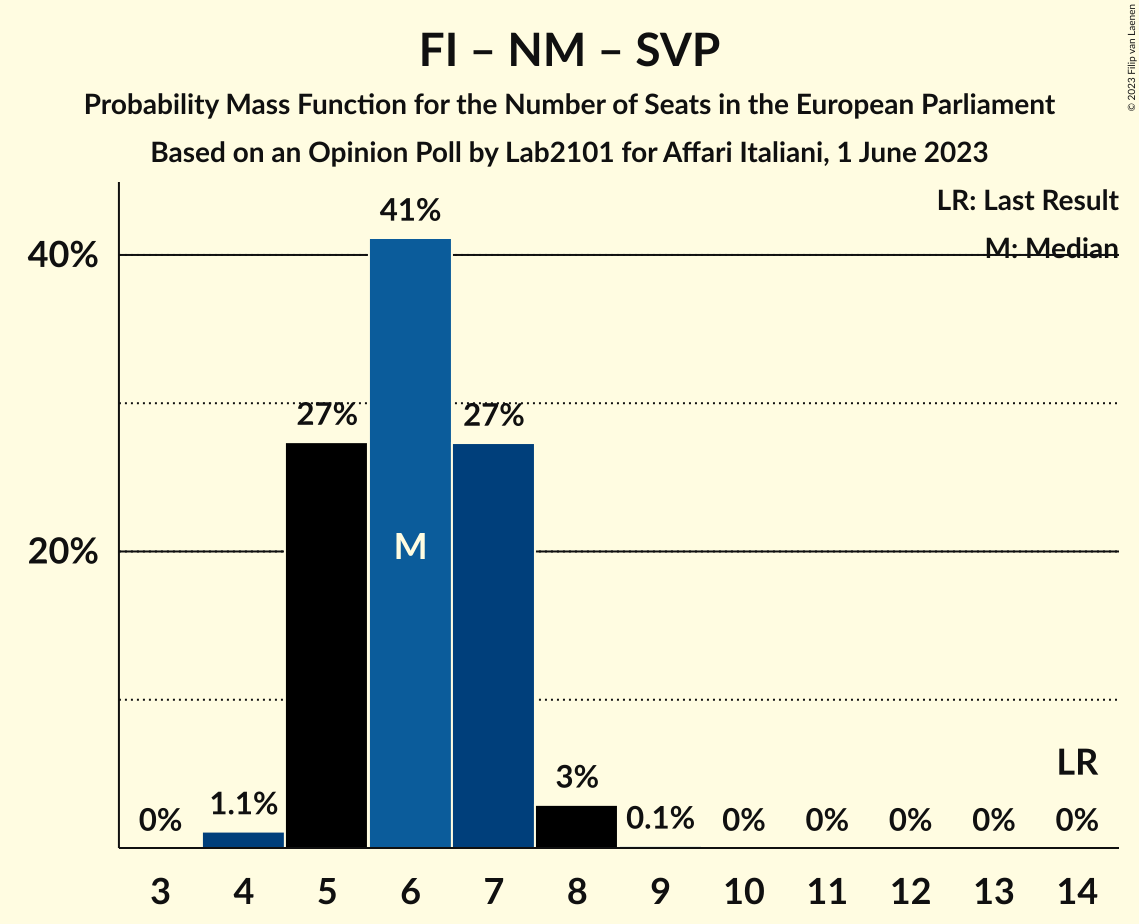 FI – NM – SVP
Probability Mass Function for the Number of Seats in the European Parliament
Based on an Opinion Poll by Lab2101 for Affari Italiani, 1 June 2023
© 2023 Filip van Laenen
LR: Last Result
M: Median
40%
20%
0%
1.1%
27%
41%
27%
3%
0.1%
0%
0%
0%
0%
0%
M
LR
3 4 5 6 7 8 9 10 11 12 13 14